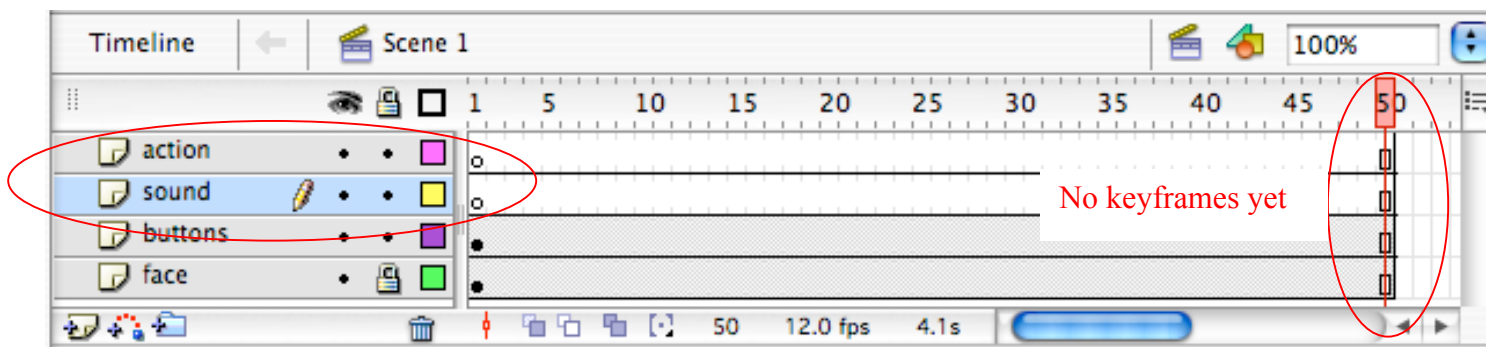 Timeline Scene 1 100%
1 5 10 15 20 25 30 35 40 45 50
action
sound
No keyframes yet
buttons
face
50 12.0 fps 4.1s